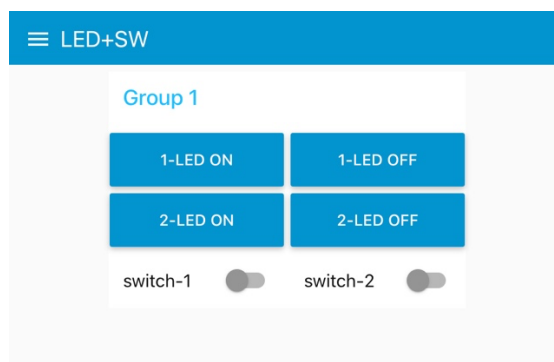 LED+SW
Group 1
1-LED ON 1-LED OFF
2-LED ON 2-LED OFF
switch-1 switch-2